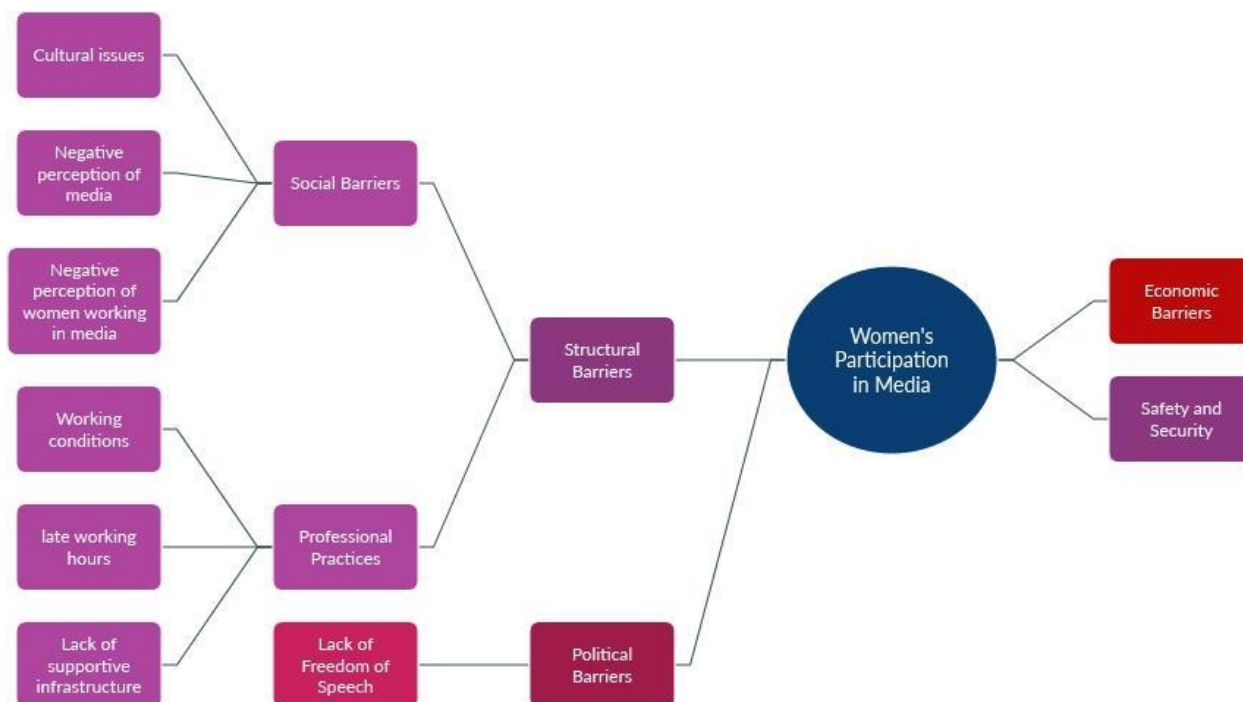 Cultural issues
Negative
perception of
media
Negative
perception of
women working
in media
Social Barriers
Working
conditions
late working
hours
Lack of
supportive
infrastructure
Professional
Practices
Structural
Barriers
Lack of
Freedom of
Speech
Political
Barriers
Women's
Participation
in Media
Economic
Barriers
Safety and
Security